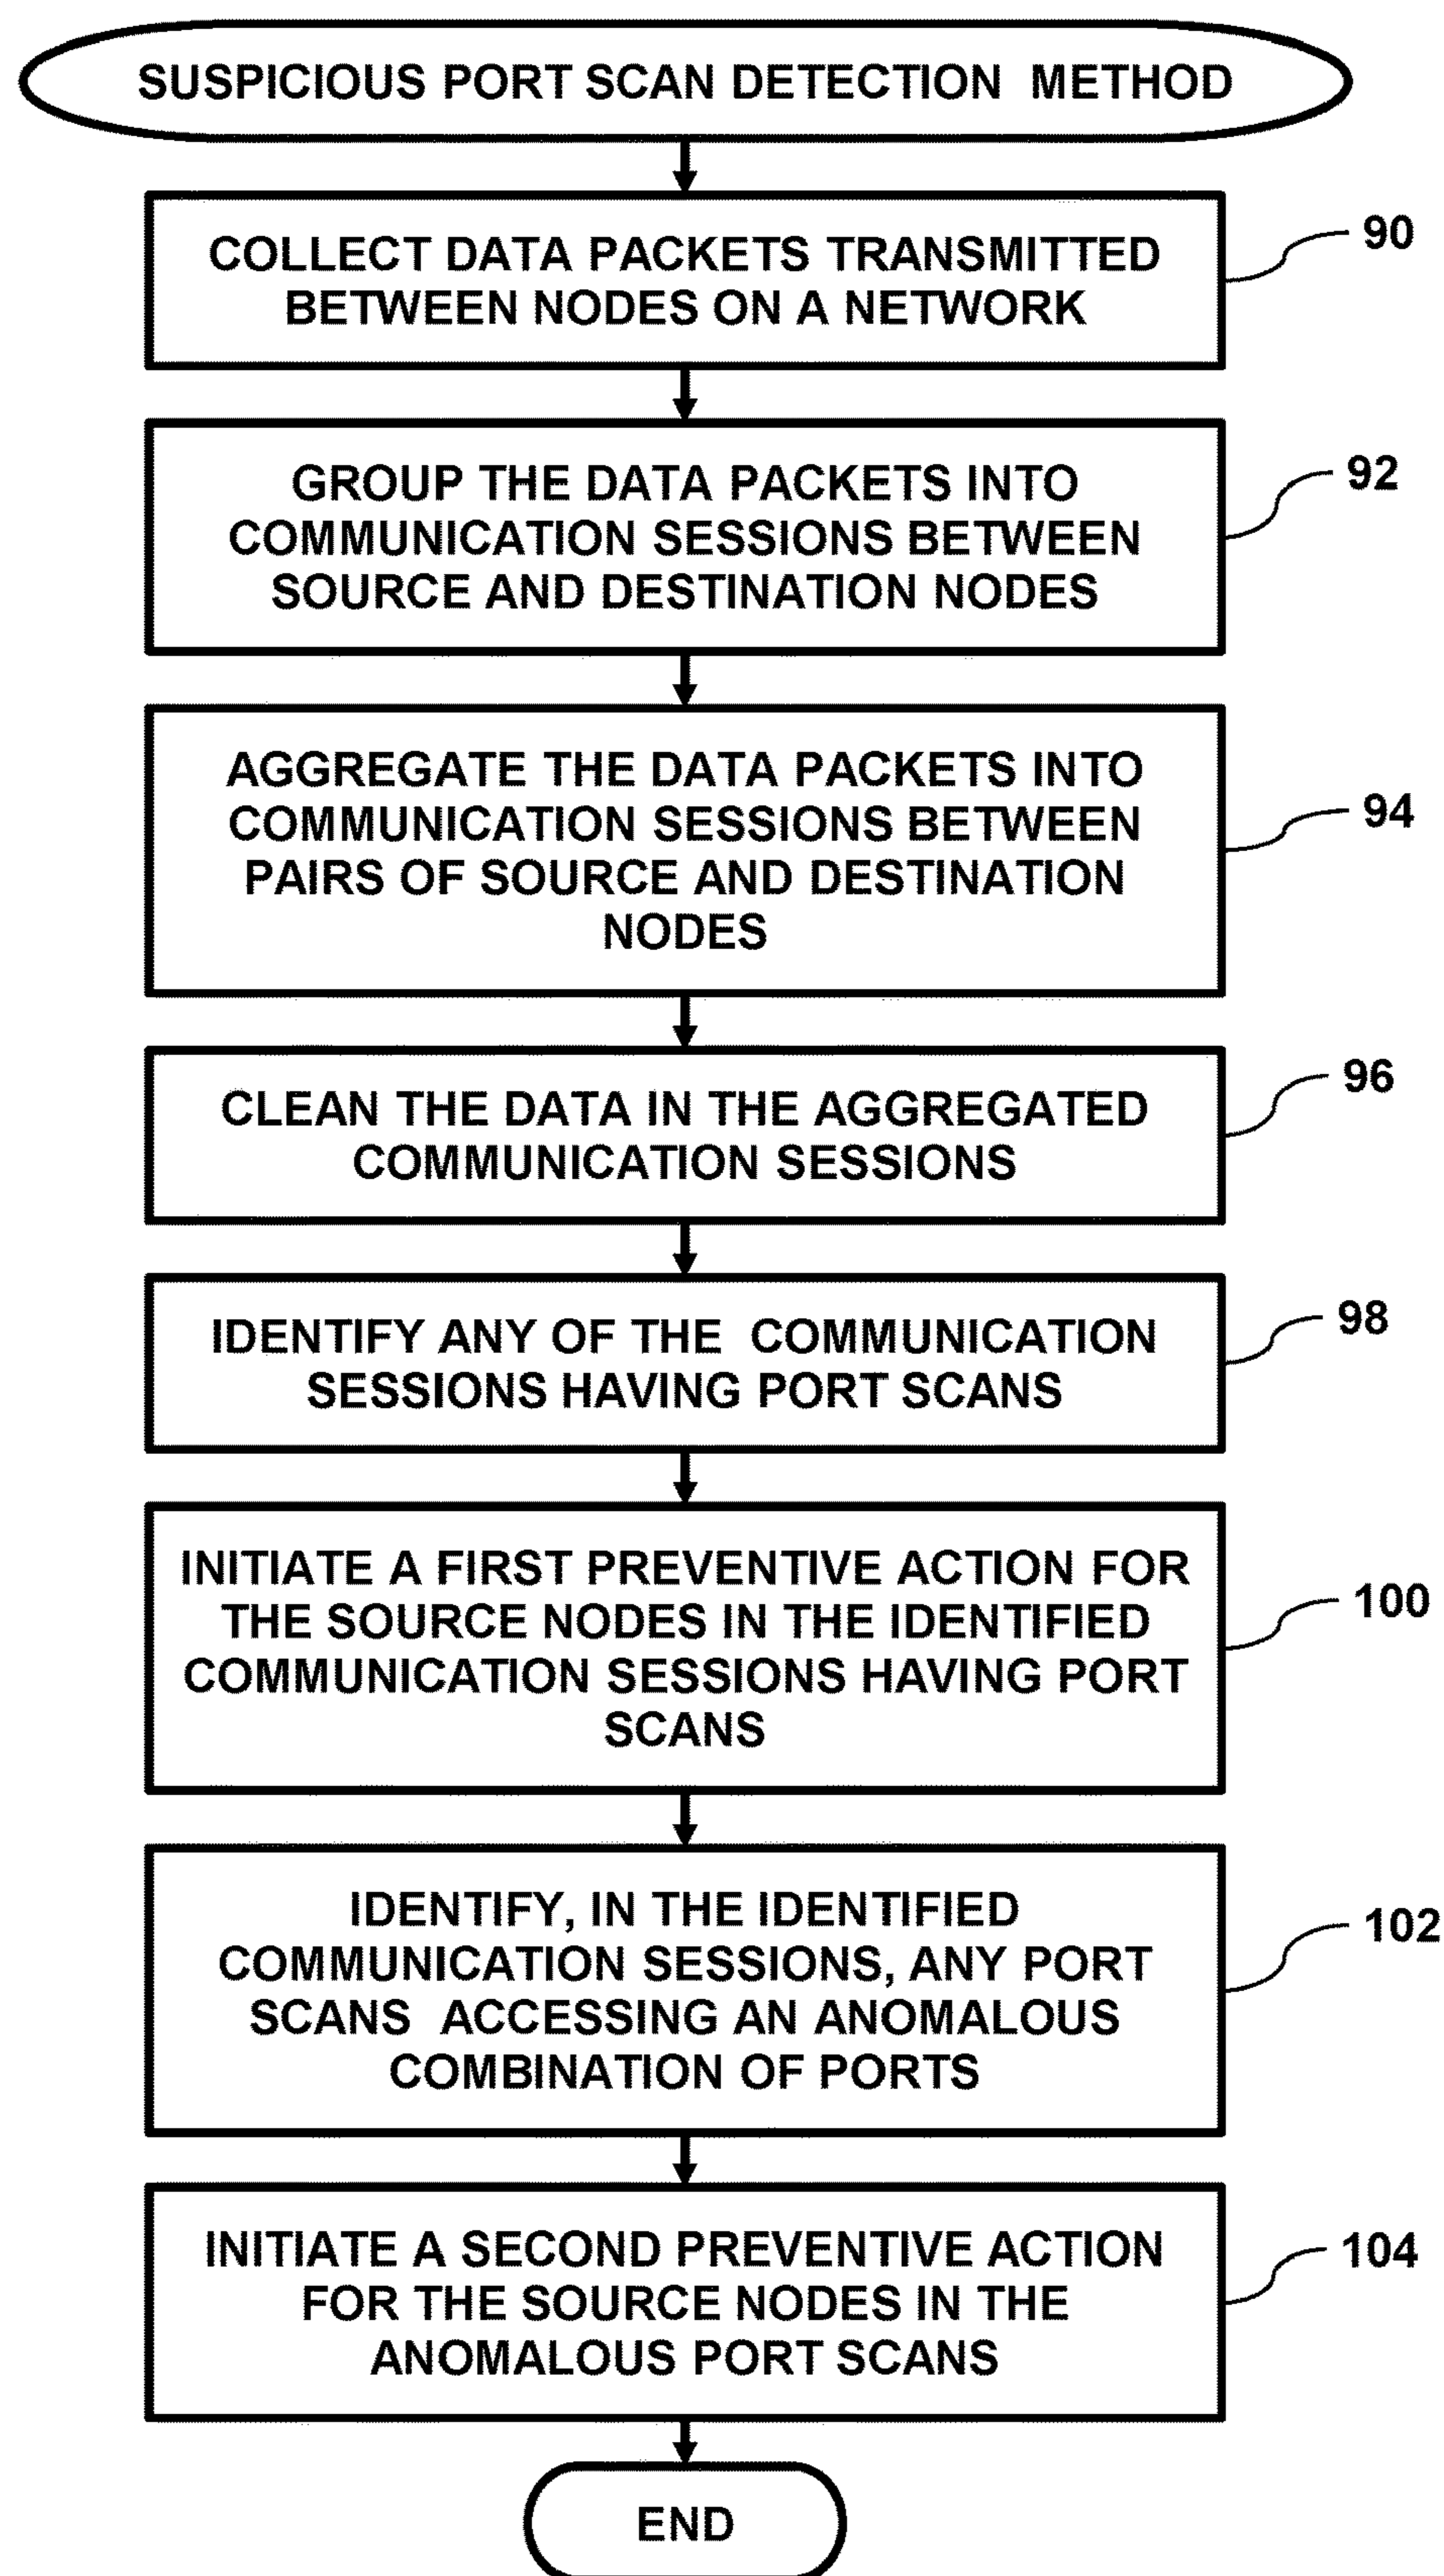 SUSPICIOUS PORT SCAN DETECTION METHOD
COLLECT DATA PACKETS TRANSMITTED
BETWEEN NODES ON A NETWORK
90
GROUP THE DATA PACKETS INTO
COMMUNICATION SESSIONS BETWEEN
SOURCE AND DESTINATION NODES
92
AGGREGATE THE DATA PACKETS INTO
COMMUNICATION SESSIONS BETWEEN
PAIRS OF SOURCE AND DESTINATION
NODES
94
CLEAN THE DATA IN THE AGGREGATED
COMMUNICATION SESSIONS
96
IDENTIFY ANY OF THE COMMUNICATION
SESSIONS HAVING PORT SCANS
98
INITIATE A FIRST PREVENTIVE ACTION FOR
THE SOURCE NODES IN THE IDENTIFIED
COMMUNICATION SESSIONS HAVING PORT
SCANS
100
IDENTIFY, IN THE IDENTIFIED
COMMUNICATION SESSIONS, ANY PORT
SCANS ACCESSING AN ANOMALOUS
COMBINATION OF PORTS
102
INITIATE A SECOND PREVENTIVE ACTION
FOR THE SOURCE NODES IN THE
ANOMALOUS PORT SCANS
104
END